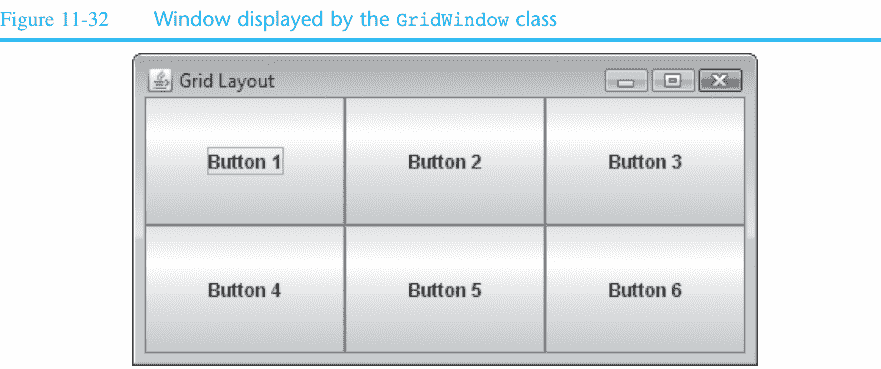 Figure 11-32 Window displayed by the GridWindow class
Grid Layout
Button 1 Button 2 Button 3
Button 4 Button 5 Button 6